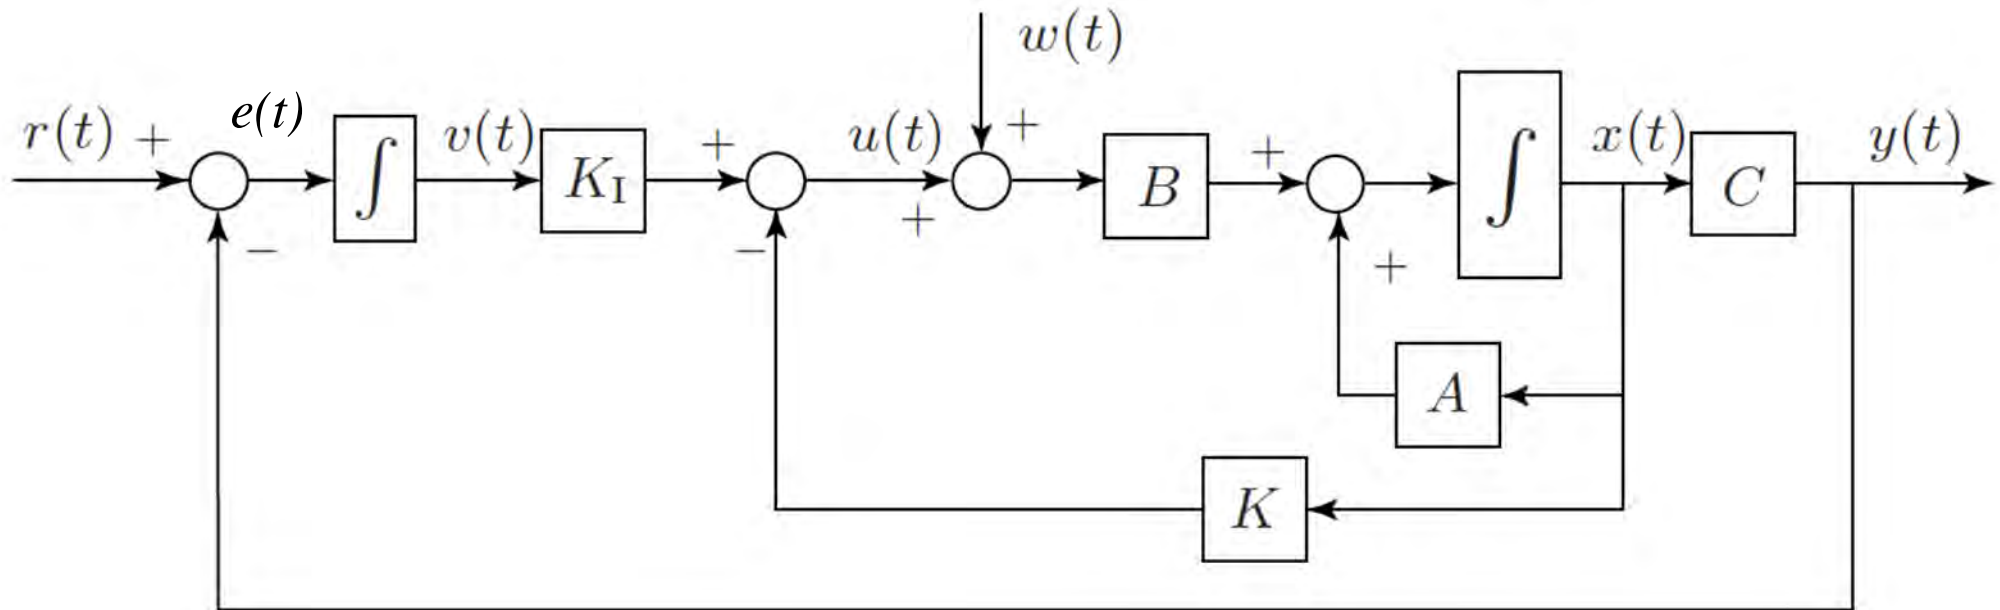 w(t)
r(t) + e(t) ∫ v(t) K_I + u(t) + B + ∫ x(t) C y(t)
− − + +
A
K